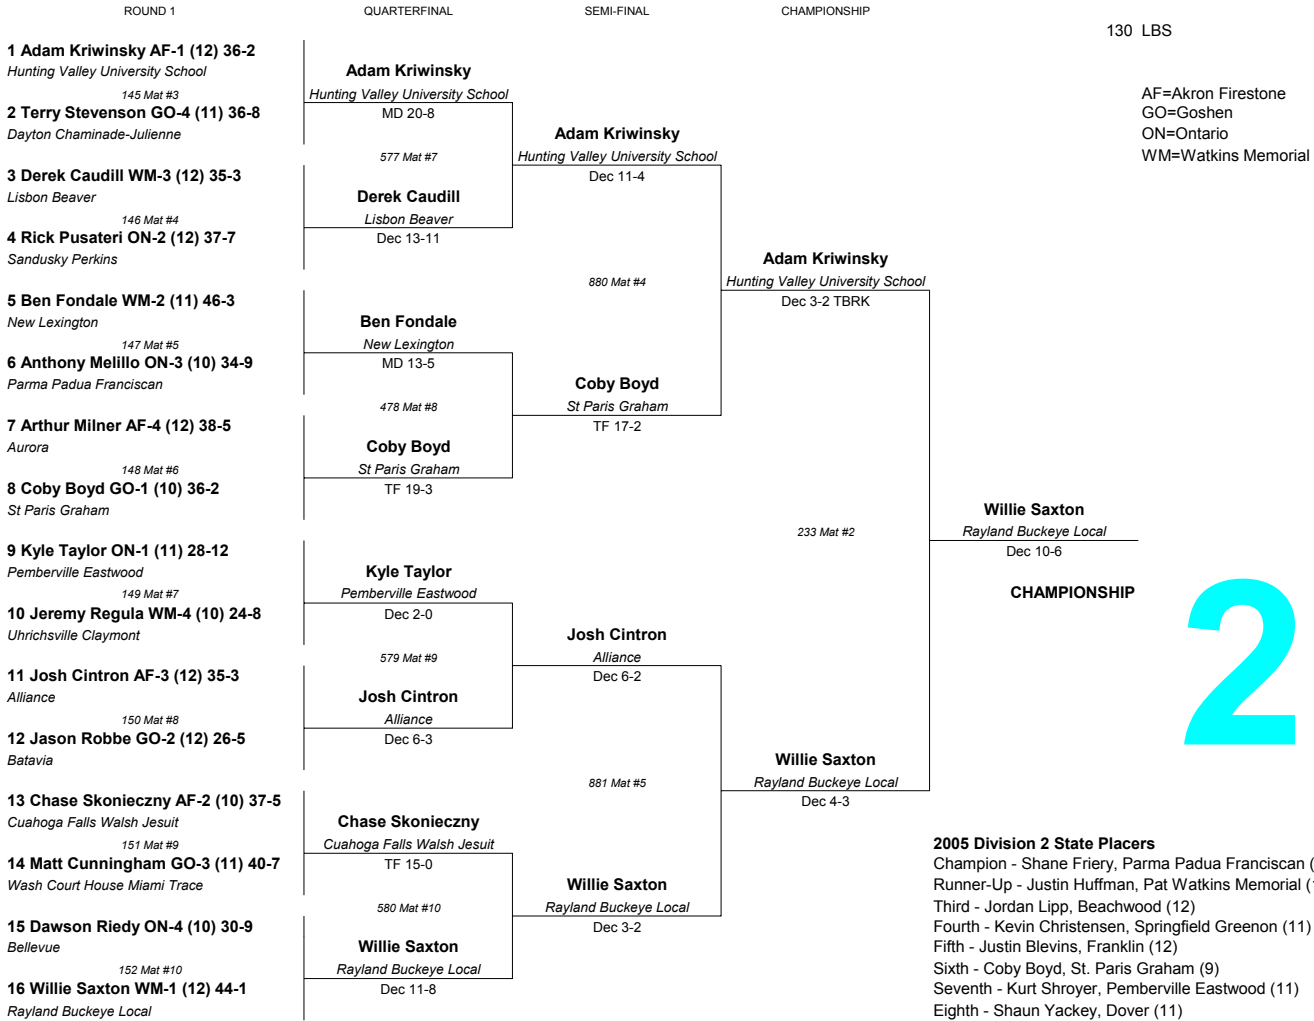 ROUND 1
QUARTERFINAL
SEMI-FINAL
CHAMPIONSHIP
130 LBS
AF=Akron Firestone
GO=Goshen
ON=Ontario
WM=Watkins Memorial
1 Adam Kriwinsky AF-1 (12) 36-2
Hunting Valley University School
145 Mat #3
2 Terry Stevenson GO-4 (11) 36-8
Dayton Chaminade-Julienne
3 Derek Caudill WM-3 (12) 35-3
Lisbon Beaver
146 Mat #4
4 Rick Pusateri ON-2 (12) 37-7
Sandusky Perkins
5 Ben Fondale WM-2 (11) 46-3
New Lexington
147 Mat #5
6 Anthony Melillo ON-3 (10) 34-9
Parma Padua Franciscan
7 Arthur Milner AF-4 (12) 38-5
Aurora
148 Mat #6
8 Coby Boyd GO-1 (10) 36-2
St Paris Graham
9 Kyle Taylor ON-1 (11) 28-12
Pemberville Eastwood
149 Mat #7
10 Jeremy Regula WM-4 (10) 24-8
Uhrichsville Claymont
11 Josh Cintron AF-3 (12) 35-3
Alliance
150 Mat #8
12 Jason Robbe GO-2 (12) 26-5
Batavia
13 Chase Skonieczny AF-2 (10) 37-5
Cuahoga Falls Walsh Jesuit
151 Mat #9
14 Matt Cunningham GO-3 (11) 40-7
Wash Court House Miami Trace
15 Dawson Riedy ON-4 (10) 30-9
Bellevue
152 Mat #10
16 Willie Saxton WM-1 (12) 44-1
Rayland Buckeye Local
Adam Kriwinsky
Hunting Valley University School
MD 20-8
577 Mat #7
Derek Caudill
Lisbon Beaver
Dec 13-11
Ben Fondale
New Lexington
MD 13-5
478 Mat #8
Coby Boyd
St Paris Graham
TF 19-3
Kyle Taylor
Pemberville Eastwood
Dec 2-0
579 Mat #9
Josh Cintron
Alliance
Dec 6-3
Chase Skonieczny
Cuahoga Falls Walsh Jesuit
TF 15-0
580 Mat #10
Willie Saxton
Rayland Buckeye Local
Dec 11-8
Adam Kriwinsky
Hunting Valley University School
Dec 11-4
880 Mat #4
Coby Boyd
St Paris Graham
TF 17-2
Josh Cintron
Alliance
Dec 6-2
881 Mat #5
Willie Saxton
Rayland Buckeye Local
Dec 3-2
Adam Kriwinsky
Hunting Valley University School
Dec 3-2 TBRK
233 Mat #2
Willie Saxton
Rayland Buckeye Local
Dec 4-3
Willie Saxton
Rayland Buckeye Local
Dec 10-6
CHAMPIONSHIP
2
2005 Division 2 State Placers
Champion - Shane Friery, Parma Padua Franciscan (
Runner-Up - Justin Huffman, Pat Watkins Memorial (
Third - Jordan Lipp, Beachwood (12)
Fourth - Kevin Christensen, Springfield Greenon (11)
Fifth - Justin Blevins, Franklin (12)
Sixth - Coby Boyd, St. Paris Graham (9)
Seventh - Kurt Shroyer, Pemberville Eastwood (11)
Eighth - Shaun Yackey, Dover (11)